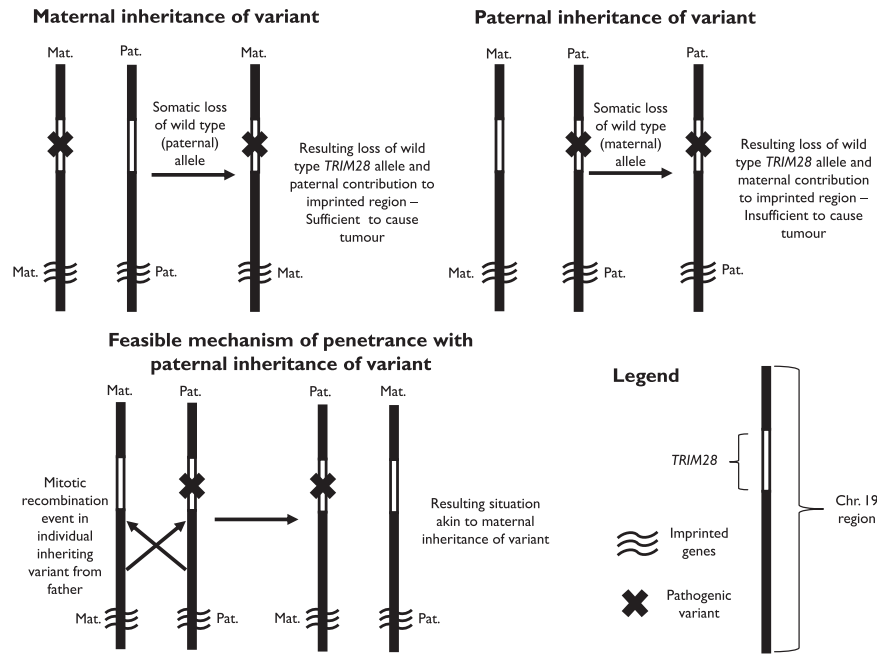 Maternal inheritance of variant
Mat.
Pat.
Mat.
Somatic loss
of wild type
(paternal)
allele
Resulting loss of wild
type TRIM28 allele and
paternal contribution to
imprinted region –
Sufficient to cause
tumour
Mat.
Pat.
Mat.
Paternal inheritance of variant
Mat.
Pat.
Pat.
Somatic loss
of wild type
(maternal)
allele
Resulting loss of wild
type TRIM28 allele and
maternal contribution
to imprinted region –
Insufficient to cause
tumour
Mat.
Pat.
Pat.
Feasible mechanism of penetrance with
paternal inheritance of variant
Mat.
Pat.
Pat.
Mat.
Mitotic
recombination
event in
individual
inheriting
variant from
father
Resulting situation
akin to maternal
inheritance of variant
Mat.
Pat.
Mat.
Pat.
Legend
TRIM28
Chr. 19
region
Imprinted
genes
Pathogenic
variant